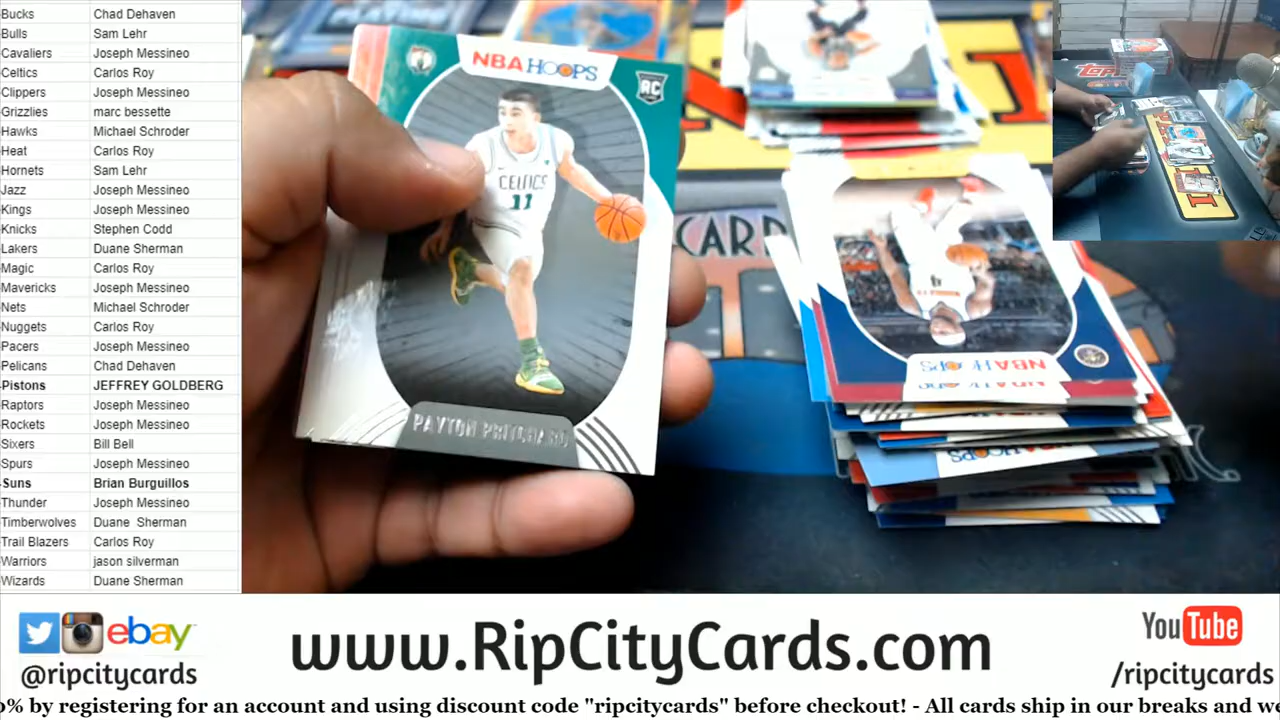 Bucks Chad Dehaven
Bulls Sam Lehr
Cavaliers Joseph Messineo
Celtics Carlos Roy
Clippers Joseph Messineo
Grizzlies marc bessette
Hawks Michael Schroder
Heat Carlos Roy
Hornets Sam Lehr
Jazz Joseph Messineo
Kings Joseph Messineo
Knicks Stephen Codd
Lakers Duane Sherman
Magic Carlos Roy
Mavericks Joseph Messineo
Nets Michael Schroder
Nuggets Carlos Roy
Pacers Joseph Messineo
Pelicans Chad Dehaven
Pistons JEFFREY GOLDBERG
Raptors Joseph Messineo
Rockets Joseph Messineo
Sixers Bill Bell
Spurs Joseph Messineo
Suns Brian Burguillos
Thunder Joseph Messineo
Timberwolves Duane Sherman
Trail Blazers Carlos Roy
Warriors jason silverman
Wizards Duane Sherman
NBA HOOPS
RC
CELTICS
11
PAYTON PRITCHARD
CARD
NBA HOOPS
TOPPS
ebay
@ripcitycards
www.RipCityCards.com
YouTube
/ripcitycards
0% by registering for an account and using discount code "ripcitycards" before checkout! - All cards ship in our breaks and we